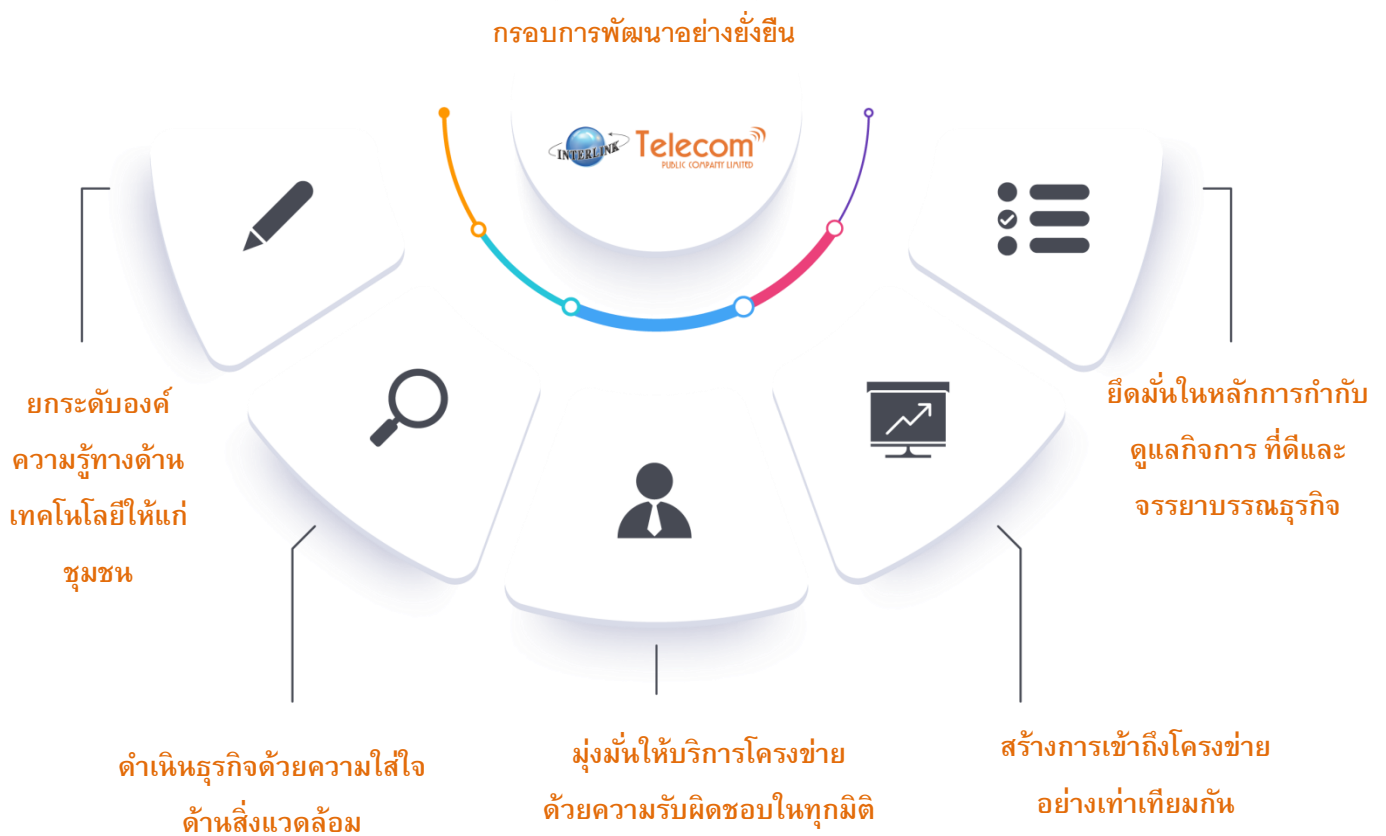 กรอบการพัฒนาอย่างยั่งยืน
INTERLINK Telecom
PUBLIC COMPANY LIMITED
ยกระดับองค์
ความรู้ทางด้าน
เทคโนโลยีให้แก่
ชุมชน
ดำเนินธุรกิจด้วยความใส่ใจ
ด้านสิ่งแวดล้อม
มุ่งมั่นให้บริการโครงข่าย
ด้วยความรับผิดชอบในทุกมิติ
สร้างการเข้าถึงโครงข่าย
อย่างเท่าเทียมกัน
ยึดมั่นในหลักการกำกับ
ดูแลกิจการ ที่ดีและ
จรรยาบรรณธุรกิจ